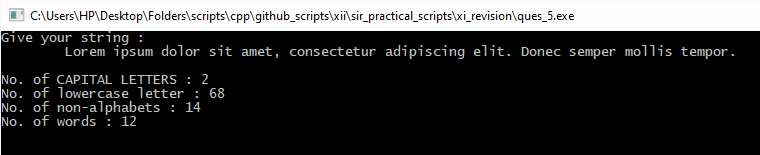 C:\Users\HP\Desktop\Folders\scripts\cpp\github_scripts\xii\sir_practical_scripts\xi_revision\ques_5.exe
Give your string :
Lorem ipsum dolor sit amet, consectetur adipiscing elit. Donec semper mollis tempor.
No. of CAPITAL LETTERS : 2
No. of lowercase letter : 68
No. of non-alphabets : 14
No. of words : 12